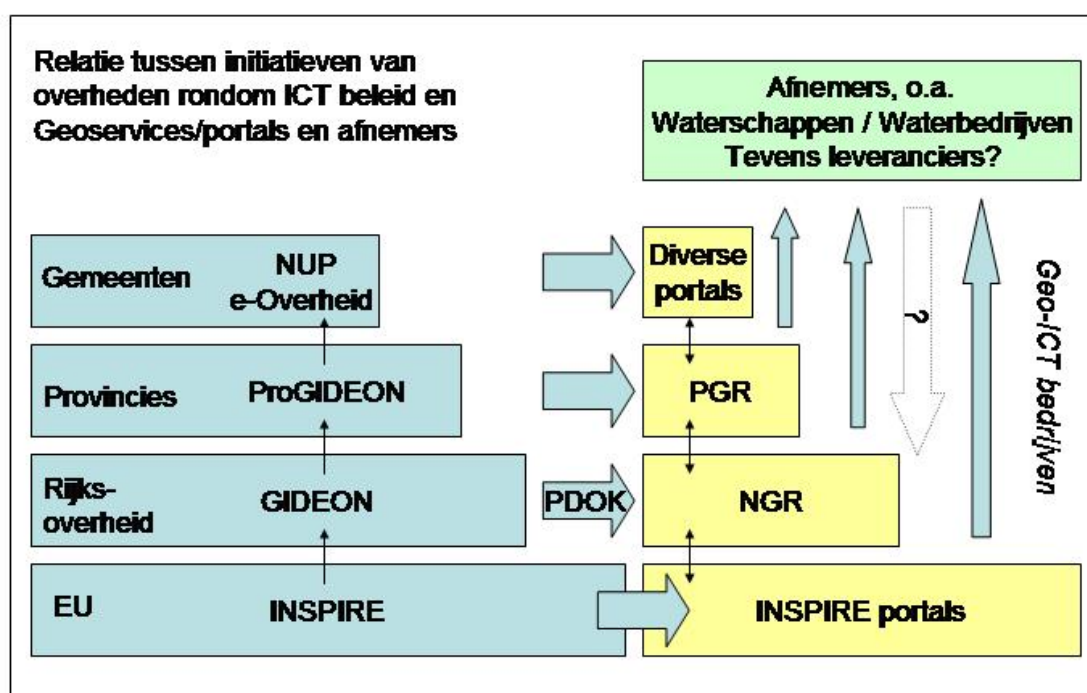 Relatie tussen initiatieven van
overheden rondom ICT beleid en
Geoservices/portals en afnemers
Afnemers, o.a.
Waterschappen / Waterbedrijven
Tevens leveranciers?
Gemeenten
NUP
e-Overheid
Diverse
portals
Provincies
ProGIDEON
PGR
Rijks-
overheid
GIDEON
PDOK
NGR
EU
INSPIRE
INSPIRE portals
?
Geo-ICT bedrijven